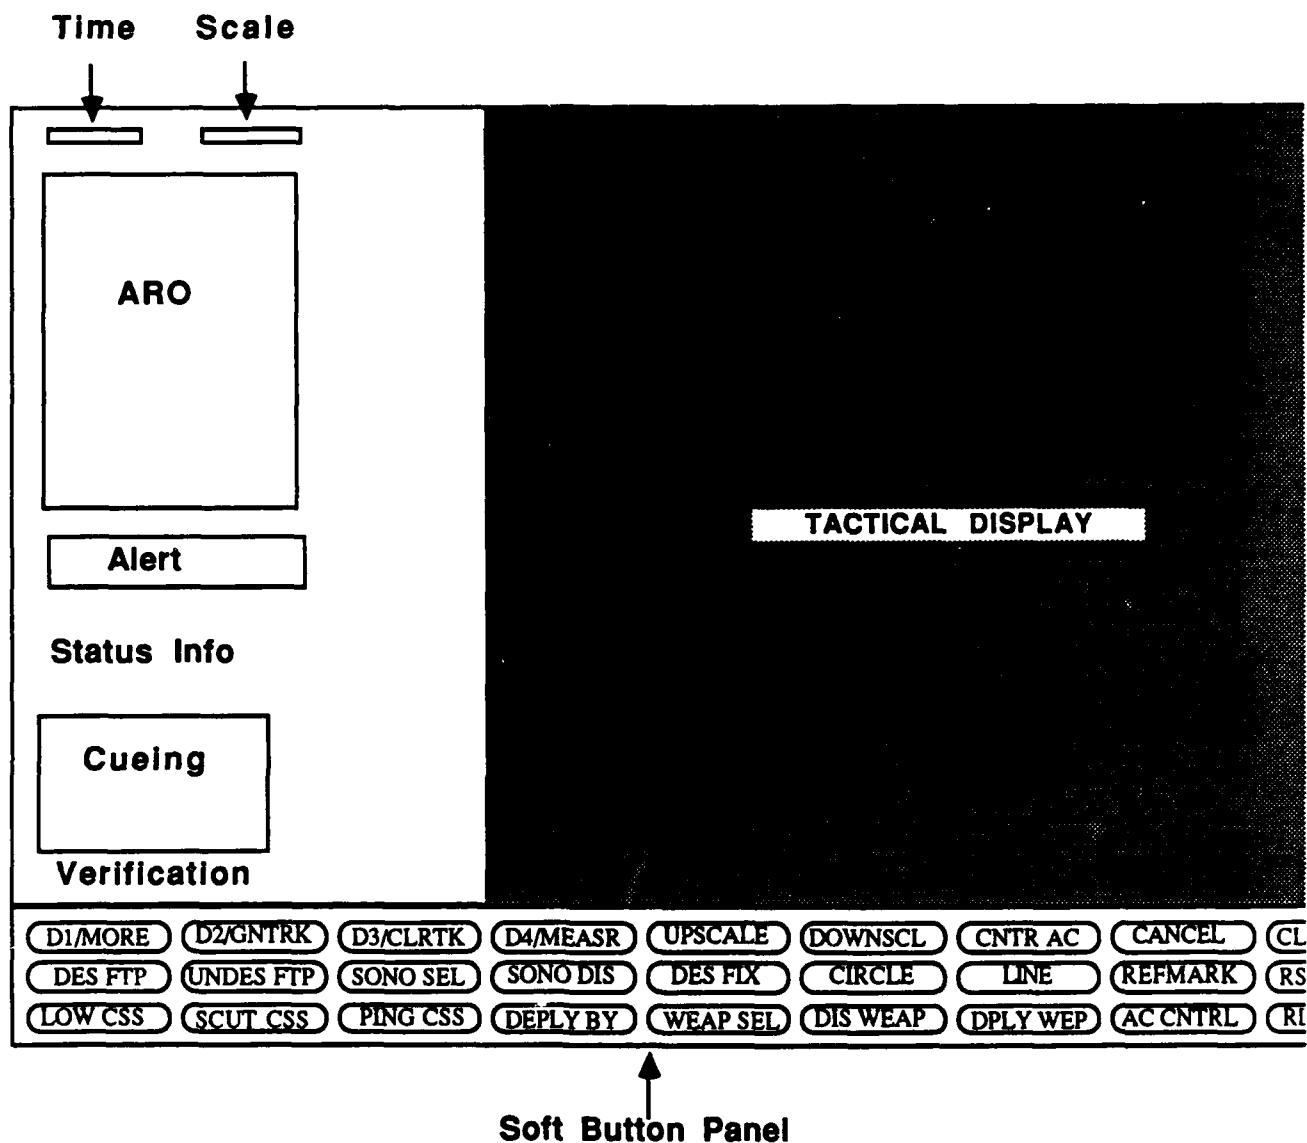 Time Scale
ARO
TACTICAL DISPLAY
Alert
Status Info
Cueing
Verification
D1/MORE D2/GNTRK D3/CLRTK D4/MEASR UPSCALE DOWNSCL CNTR AC CANCEL CL
DES FTP UNDES FTP SONO SEL SONO DIS DES FIX CIRCLE LINE REFMARK RS
LOW CSS SCUT CSS PING CSS DEPLY BY WEAP SEL DIS WEAP DPLY WEP AC CNTRL
Soft Button Panel